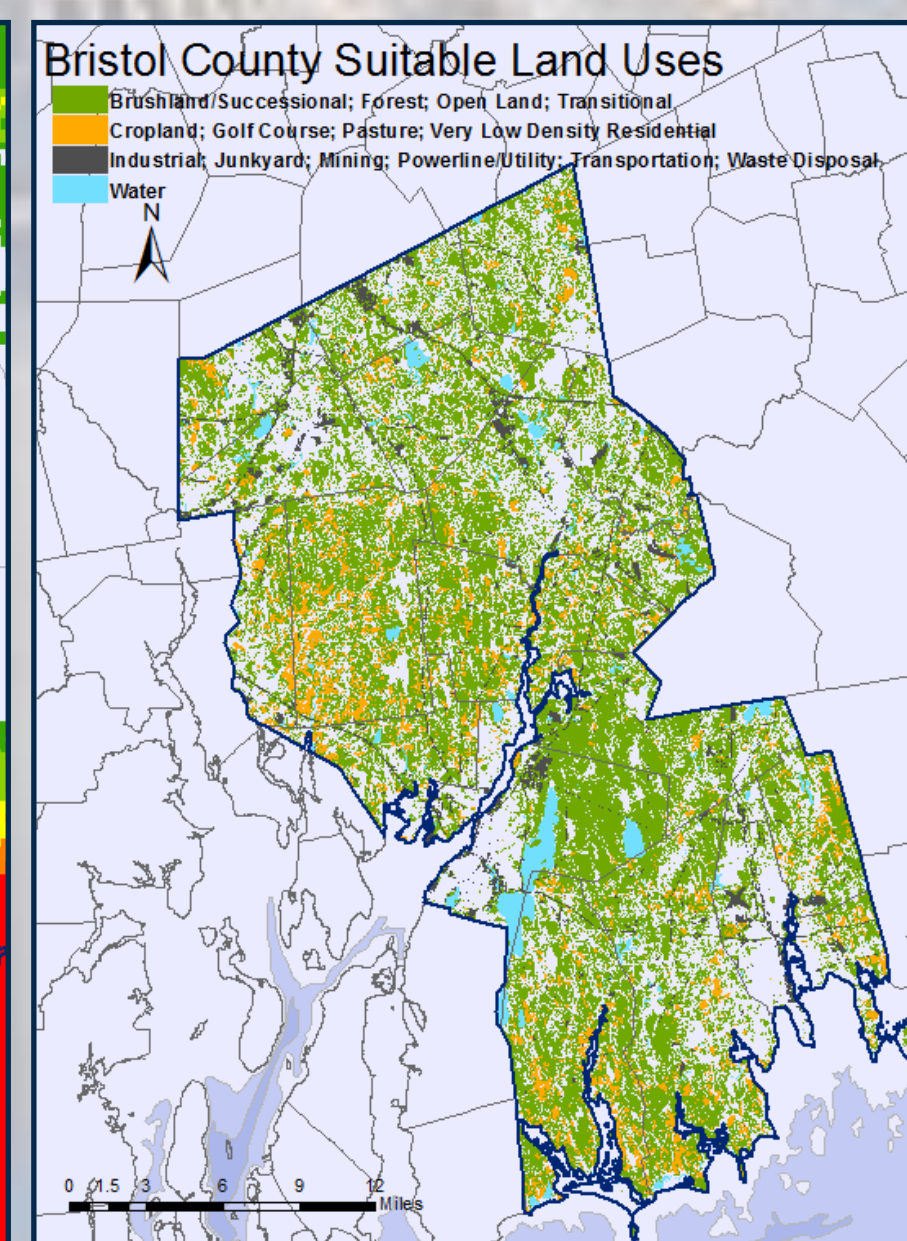 Bristol County Suitable Land Uses
Brushland/Successional; Forest; Open Land; Transitional
Cropland; Golf Course; Pasture; Very Low Density Residential
Industrial; Junkyard; Mining; Powerline/Utility; Transportation; Waste Disposal
Water
N
0 1.5 3 6 9 12
Miles